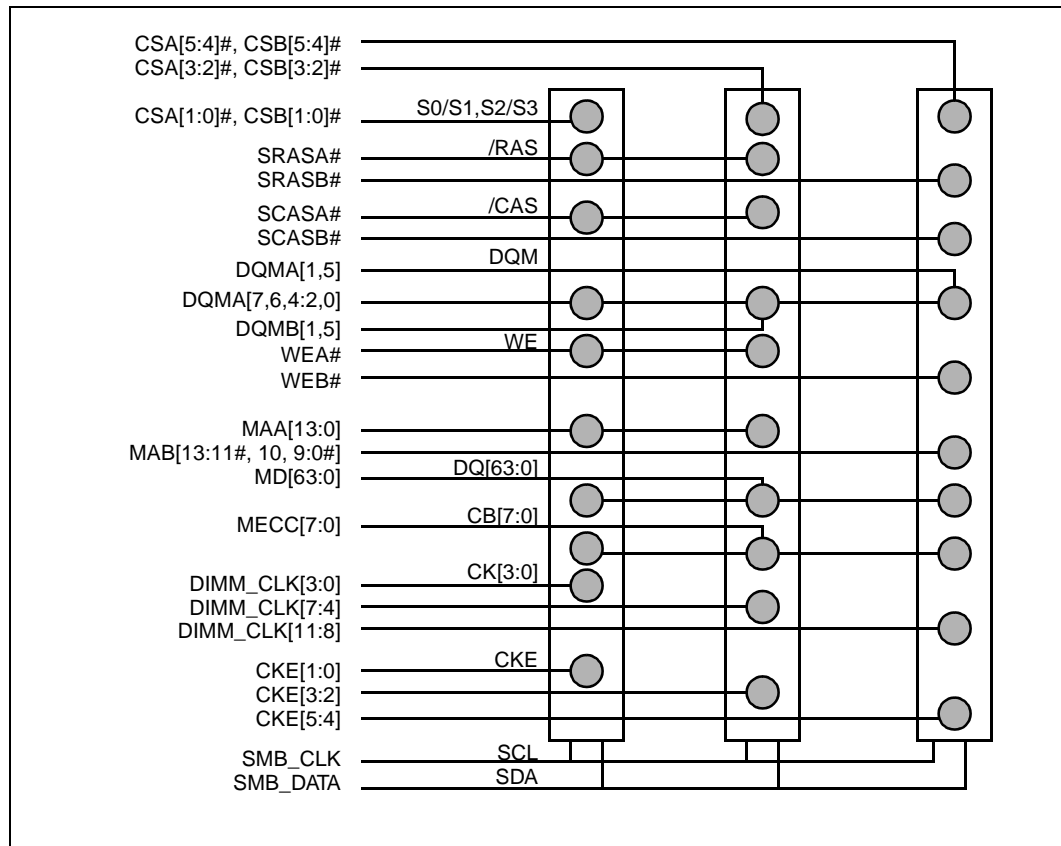 CSA[5:4]#, CSB[5:4]#
CSA[3:2]#, CSB[3:2]#
CSA[1:0]#, CSB[1:0]# S0/S1,S2/S3
SRASA# /RAS
SRASB#
SCASA# /CAS
SCASB#
DQM
DQMA[1,5]
DQMA[7,6,4:2,0]
DQMB[1,5]
WEA# WE
WEB#
MAA[13:0]
MAB[13:11#, 10, 9:0#]
MD[63:0] DQ[63:0]
MECC[7:0] CB[7:0]
DIMM_CLK[3:0] CK[3:0]
DIMM_CLK[7:4]
DIMM_CLK[11:8]
CKE[1:0] CKE
CKE[3:2]
CKE[5:4]
SMB_CLK SCL
SMB_DATA SDA